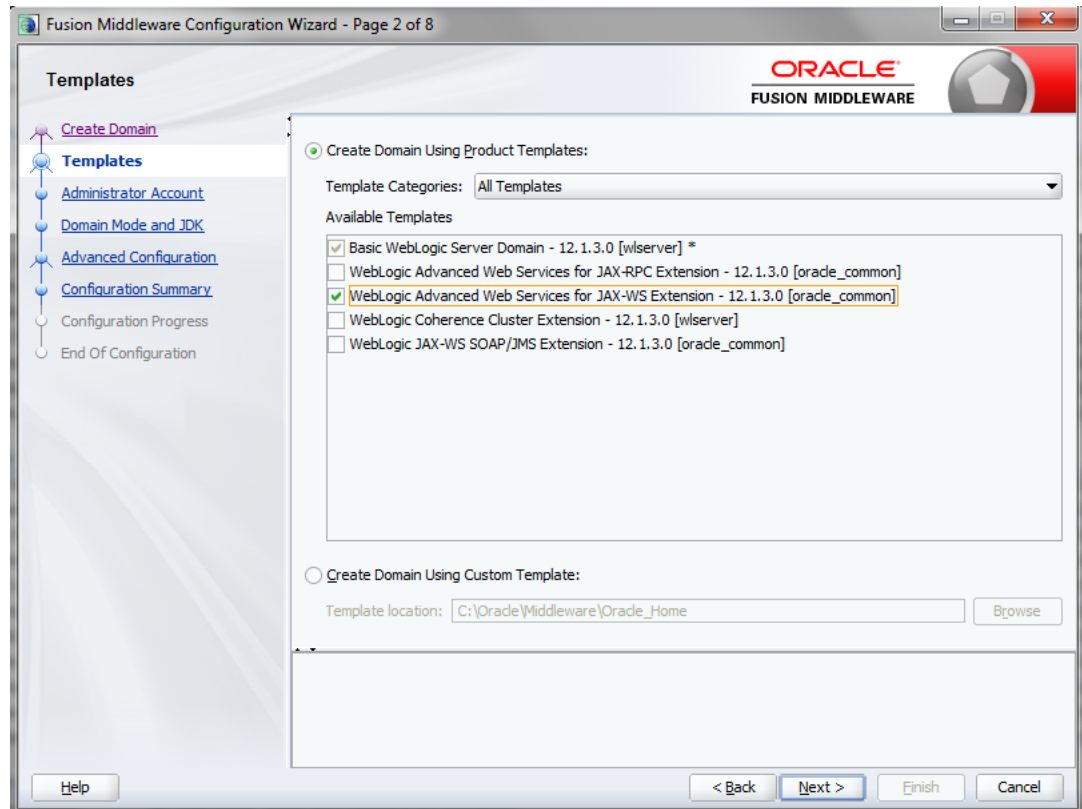 Fusion Middleware Configuration Wizard - Page 2 of 8
Templates
ORACLE®
FUSION MIDDLEWARE
Create Domain
Templates
Administrator Account
Domain Mode and JDK
Advanced Configuration
Configuration Summary
Configuration Progress
End Of Configuration
Create Domain Using Product Templates:
Template Categories: All Templates
Available Templates
Basic WebLogic Server Domain - 12.1.3.0 [wlserver] *
WebLogic Advanced Web Services for JAX-RPC Extension - 12.1.3.0 [oracle_common]
WebLogic Advanced Web Services for JAX-WS Extension - 12.1.3.0 [oracle_common]
WebLogic Coherence Cluster Extension - 12.1.3.0 [wlserver]
WebLogic JAX-WS SOAP/JMS Extension - 12.1.3.0 [oracle_common]
Create Domain Using Custom Template:
Template location: C:\Oracle\Middleware\Oracle_Home Browse
Help < Back Next > Finish Cancel